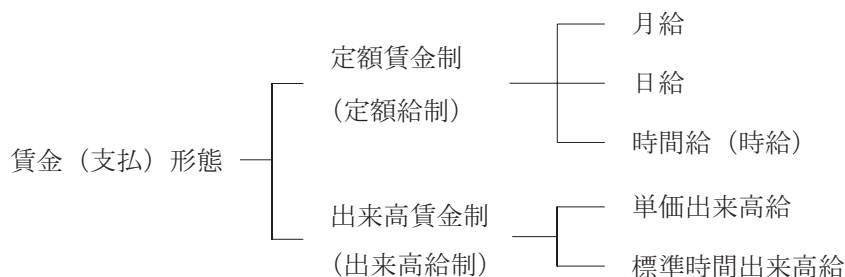 賃金（支払）形態
定額賃金制
（定額給制）
月給
日給
時間給（時給）
出来高賃金制
（出来高給制）
単価出来高給
標準時間出来高給